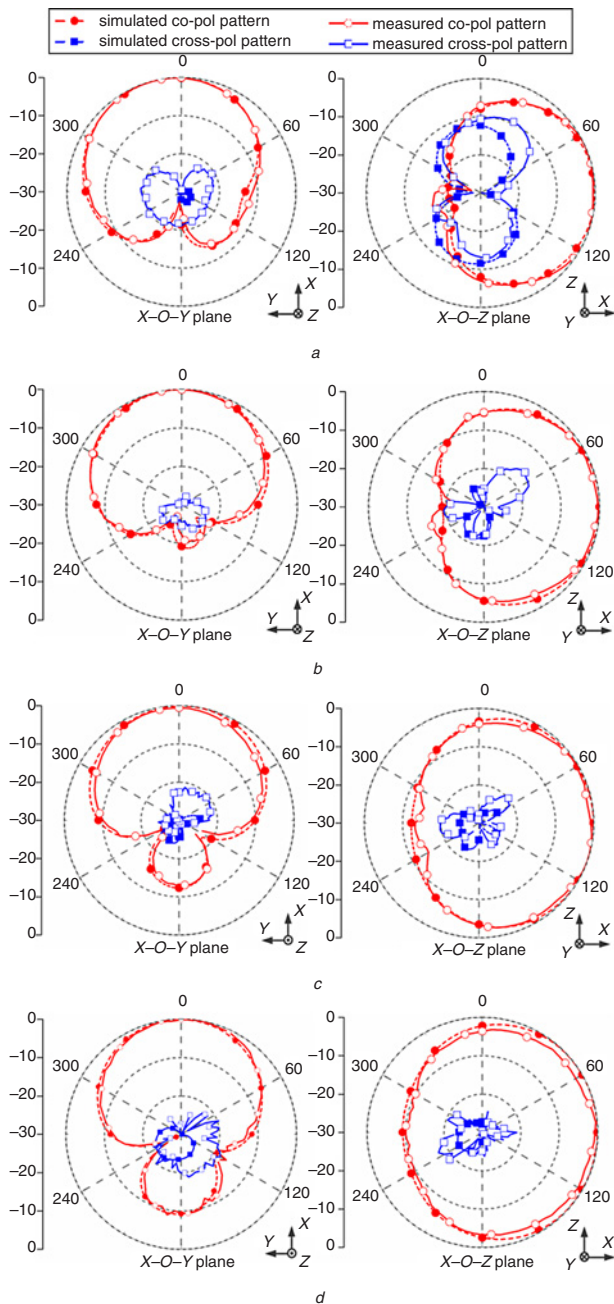 simulated co-pol pattern measured co-pol pattern
simulated cross-pol pattern measured cross-pol pattern
0 0
0 0
–10 300 60 –10 300 60
–20 –20
–30 –30
–20 –20
–10 240 120 –10 240 120
0 X–O–Y plane Y X Z 0 X–O–Z plane Z Y X
a
0 0
0 0
–10 300 60 –10 300 60
–20 –20
–30 –30
–20 –20
–10 240 120 –10 240 120
0 X–O–Y plane Y X Z 0 X–O–Z plane Z Y X
b
0 0
0 0
–10 300 60 –10 300 60
–20 –20
–30 –30
–20 –20
–10 240 120 –10 240 120
0 X–O–Y plane Y X Z 0 X–O–Z plane Z Y X
c
0 0
0 0
–10 300 60 –10 300 60
–20 –20
–30 –30
–20 –20
–10 240 120 –10 240 120
0 X–O–Y plane Y X Z 0 X–O–Z plane Z Y X
d